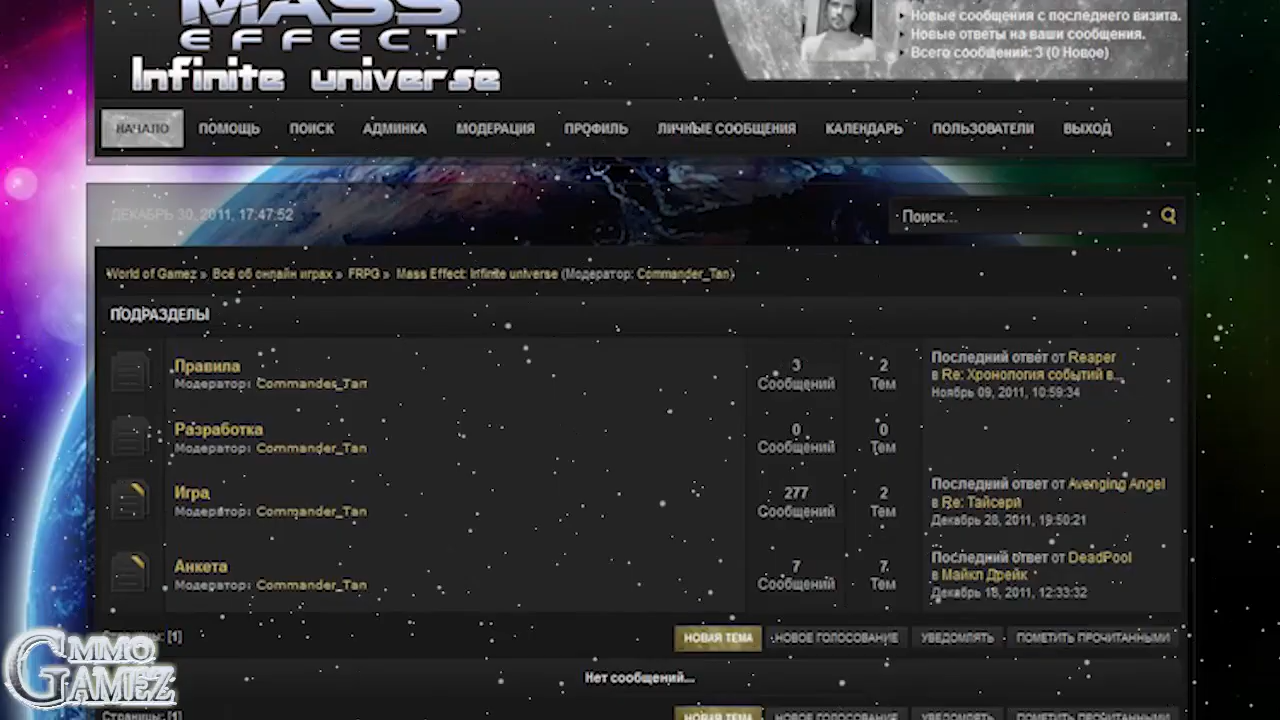 MASS
EFFECT
Infinite universe
Новые сообщения с последнего визита.
Новые ответы на ваши сообщения.
Всего сообщений: 3 (0 Новое)
НАЧАЛО ПОМОЩЬ ПОИСК АДМИНКА МОДЕРАЦИЯ ПРОФИЛЬ ЛИЧНЫЕ СООБЩЕНИЯ КАЛЕНДАРЬ ПОЛЬЗОВАТЕЛИ ВЫХОД
ДЕКАБРЬ 30, 2011, 17:47:52
Поиск...
World of Gamez » Всё об онлайн играх » FRPG » Mass Effect: Infinite universe (Модератор: Commander_Tan)
ПОДРАЗДЕЛЫ
Правила
Модератор: Commander_Tan
3 Сообщений
2 Тем
Последний ответ от Reaper
в Re: Хронология событий в...
Ноябрь 09, 2011, 10:59:34
Разработка
Модератор: Commander_Tan
0 Сообщений
0 Тем
Игра
Модератор: Commander_Tan
277 Сообщений
2 Тем
Последний ответ от Avenging Angel
в Re: Тайсери
Декабрь 28, 2011, 19:50:21
Анкета
Модератор: Commander_Tan
7 Сообщений
7 Тем
Последний ответ от DeadPool
в Майкл Дрейк
Декабрь 18, 2011, 12:33:32
[1]
НОВАЯ ТЕМА НОВОЕ ГОЛОСОВАНИЕ УВЕДОМЛЯТЬ ПОМЕТИТЬ ПРОЧИТАННЫМИ
Нет сообщений...
Страницы: [1]
НОВАЯ ТЕМА НОВОЕ ГОЛОСОВАНИЕ УВЕДОМЛЯТЬ ПОМЕТИТЬ ПРОЧИТАННЫМИ
MMO
GAMEZ